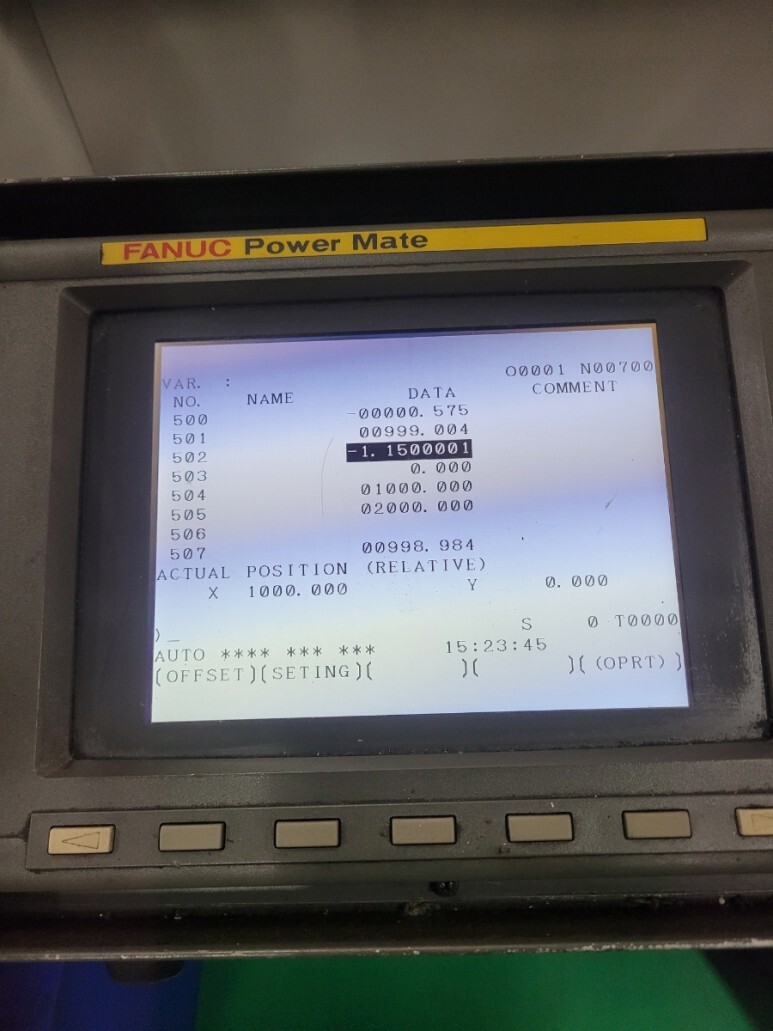 FANUC Power Mate
VAR. : O0001 N00700
NO. NAME DATA COMMENT
500 -00000.575
501 00999.004
502 -1.1500001
503 0.000
504 01000.000
505 02000.000
506
507 00998.984
ACTUAL POSITION (RELATIVE)
X 1000.000 Y 0.000
)_ S 0 T0000
AUTO **** *** *** 15:23:45
(OFFSET)(SETING)( )( )((OPRT))